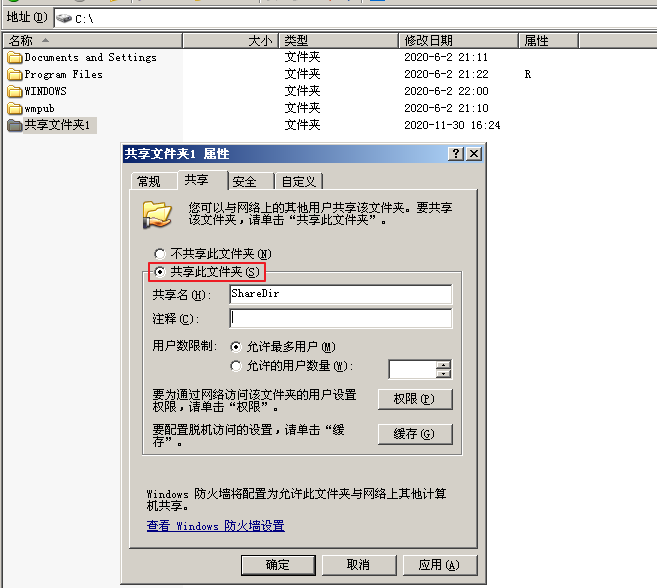 地址(D) C:\
名称 大小 类型 修改日期 属性
Documents and Settings 文件夹 2020-6-2 21:11
Program Files 文件夹 2020-6-2 21:22 R
WINDOWS 文件夹 2020-6-2 22:00
wmpub 文件夹 2020-6-2 21:10
共享文件夹1 文件夹 2020-11-30 16:24
共享文件夹1 属性
常规 共享 安全 自定义
您可以与网络上的其他用户共享该文件夹。要共享
该文件夹，请单击“共享此文件夹”。
不共享此文件夹(N)
共享此文件夹(S)
共享名(H): ShareDir
注释(C):
用户数限制: 允许最多用户(M)
允许的用户数量(W):
要为通过网络访问该文件夹的用户设置
权限，请单击“权限”。
权限(P)
要配置脱机访问的设置，请单击“缓
存”。
缓存(G)
Windows 防火墙将配置为允许此文件夹与网络上其他计算
机共享。
查看 Windows 防火墙设置
确定 取消 应用(A)